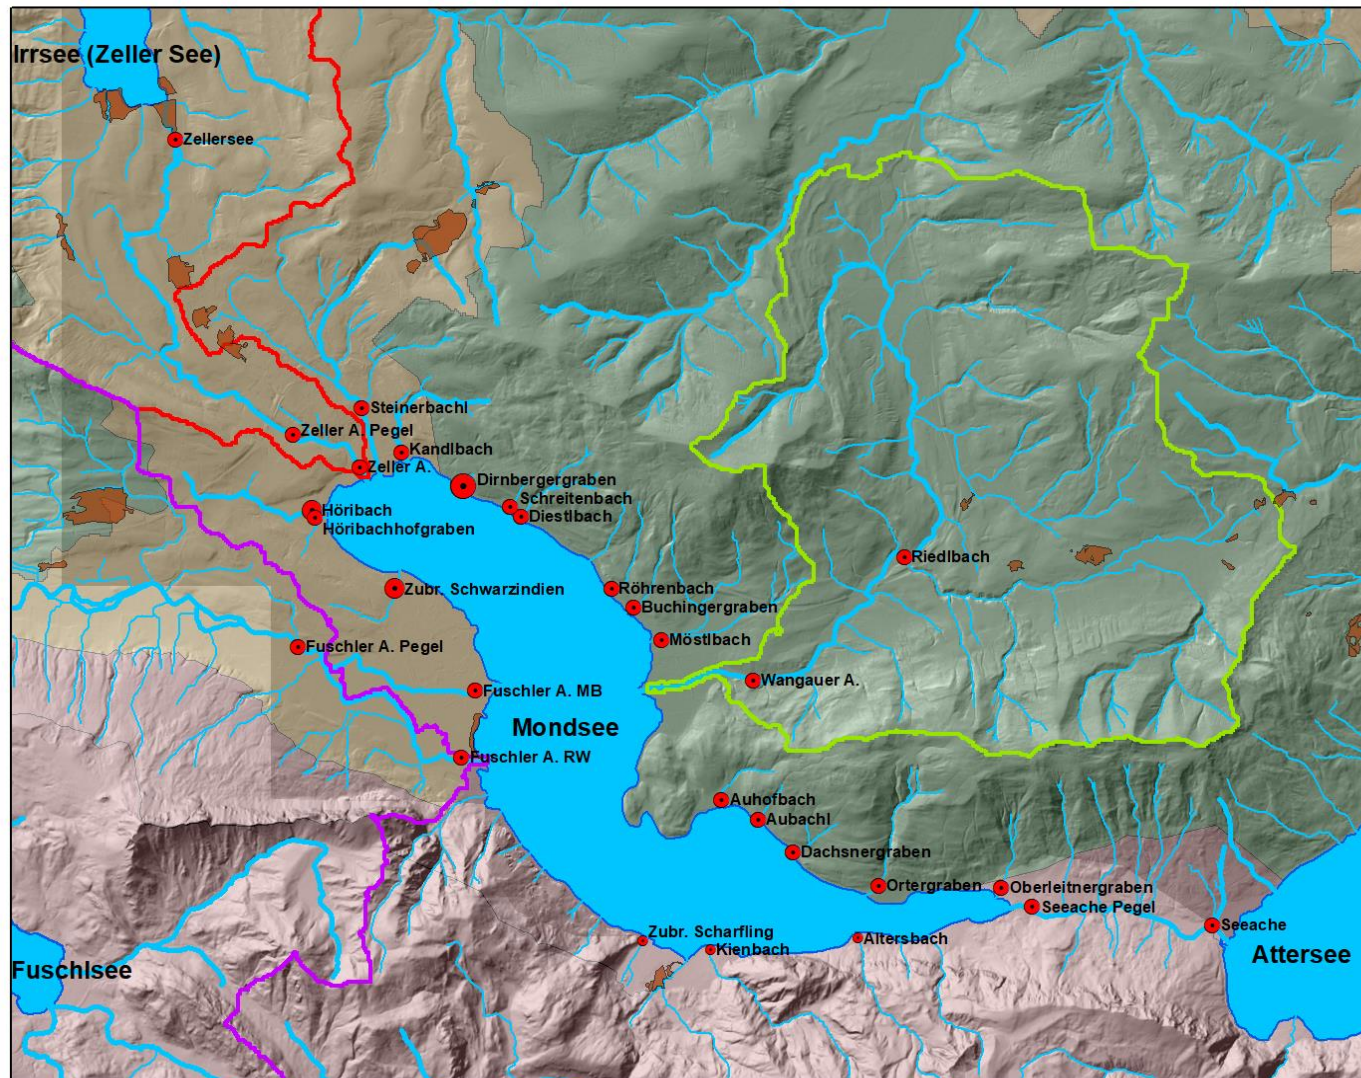 Irrsee (Zeller See)
Zellersee
Steinerbachl
Zeller A. Pegel
Kandlbach
Zeller A.
Dirnbergergraben
Schreitenbach
Diestlbach
Höribach
Höribachhofgraben
Riedlbach
Zubr. Schwarzindien
Röhrenbach
Buchingergraben
Möstlbach
Fuschler A. Pegel
Wangauer A.
Fuschler A. MB
Mondsee
Fuschler A. RW
Auhofbach
Aubachl
Dachsnergraben
Ortergraben
Oberleitnergraben
Seeache Pegel
Seeache
Zubr. Scharfling
Kienbach
Altersbach
Attersee
Fuschlsee